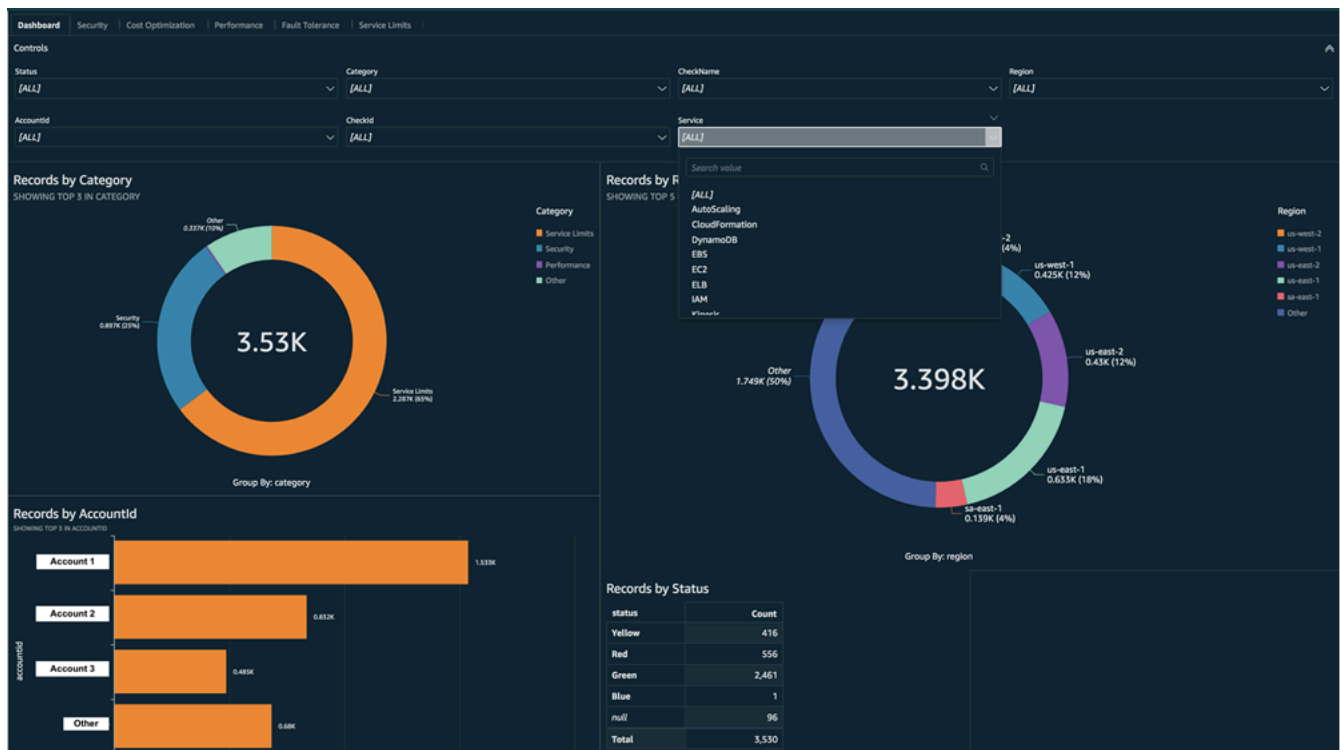 Dashboard Security Cost Optimization Performance Fault Tolerance Service Limits
Controls
Status Category CheckName Region
[ALL] [ALL] [ALL] [ALL]
AccountId CheckId Service
[ALL] [ALL] [ALL]
Search value
[ALL]
AutoScaling
CloudFormation
DynamoDB
EBS
EC2
ELB
IAM
Kinesis
Records by Category
SHOWING TOP 3 IN CATEGORY
Category
Service Limits
Security
Performance
Other
Other
0.337K (10%)
Security
0.897K (25%)
3.53K
Service Limits
2.287K (65%)
Group By: category
Records by R
SHOWING TOP 5
Region
us-west-2
us-west-1
us-east-2
us-east-1
sa-east-1
Other
-2
(4%)
us-west-1
0.425K (12%)
us-east-2
0.43K (12%)
Other
1.749K (50%)
3.398K
us-east-1
0.633K (18%)
sa-east-1
0.139K (4%)
Group By: region
Records by AccountId
SHOWING TOP 3 IN ACCOUNTID
accountid
Account 1 1.533K
Account 2 0.832K
Account 3 0.485K
Other 0.68K
Records by Status
status Count
Yellow 416
Red 556
Green 2,461
Blue 1
null 96
Total 3,530